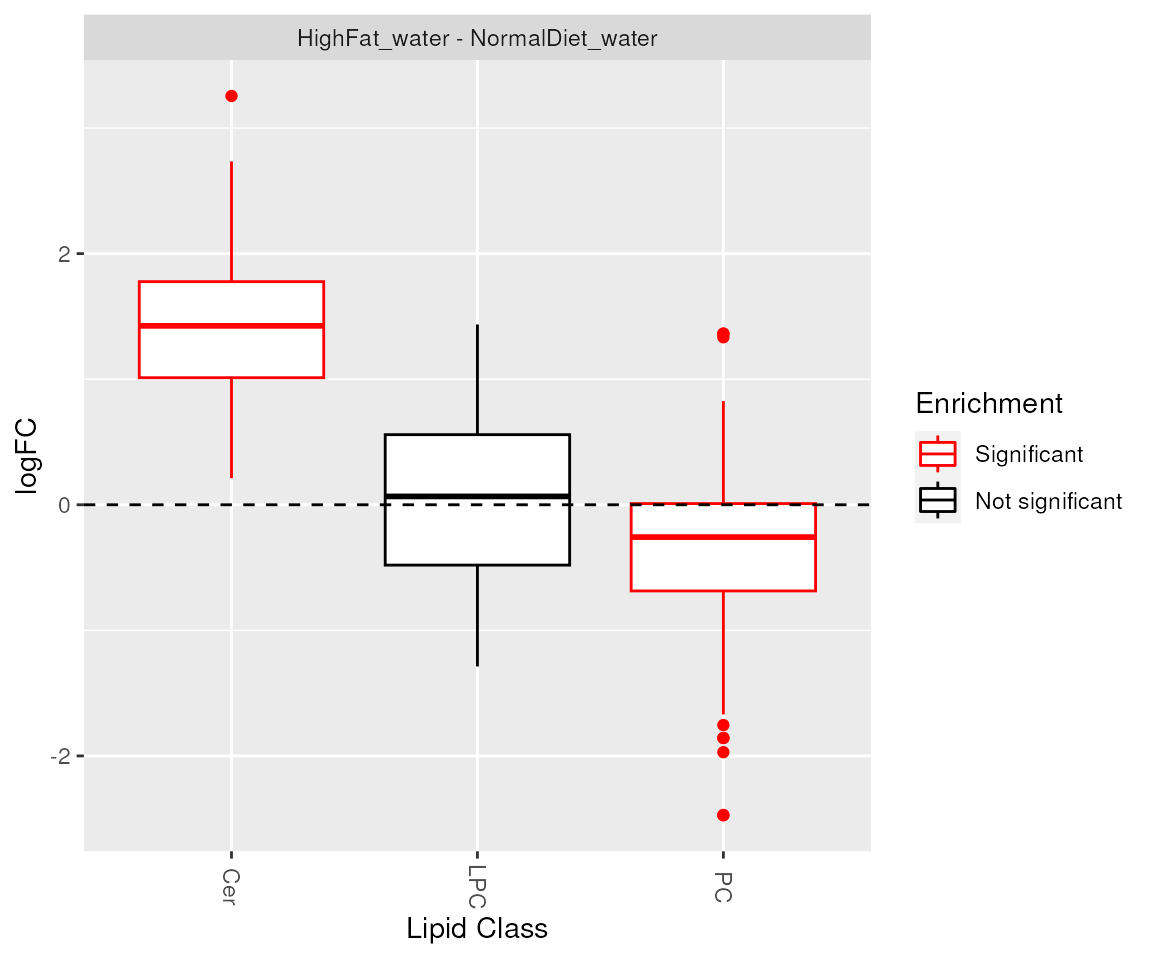 HighFat_water - NormalDiet_water
logFC
2
0
-2
Cer
LPC
PC
Lipid Class
Enrichment
Significant
Not significant